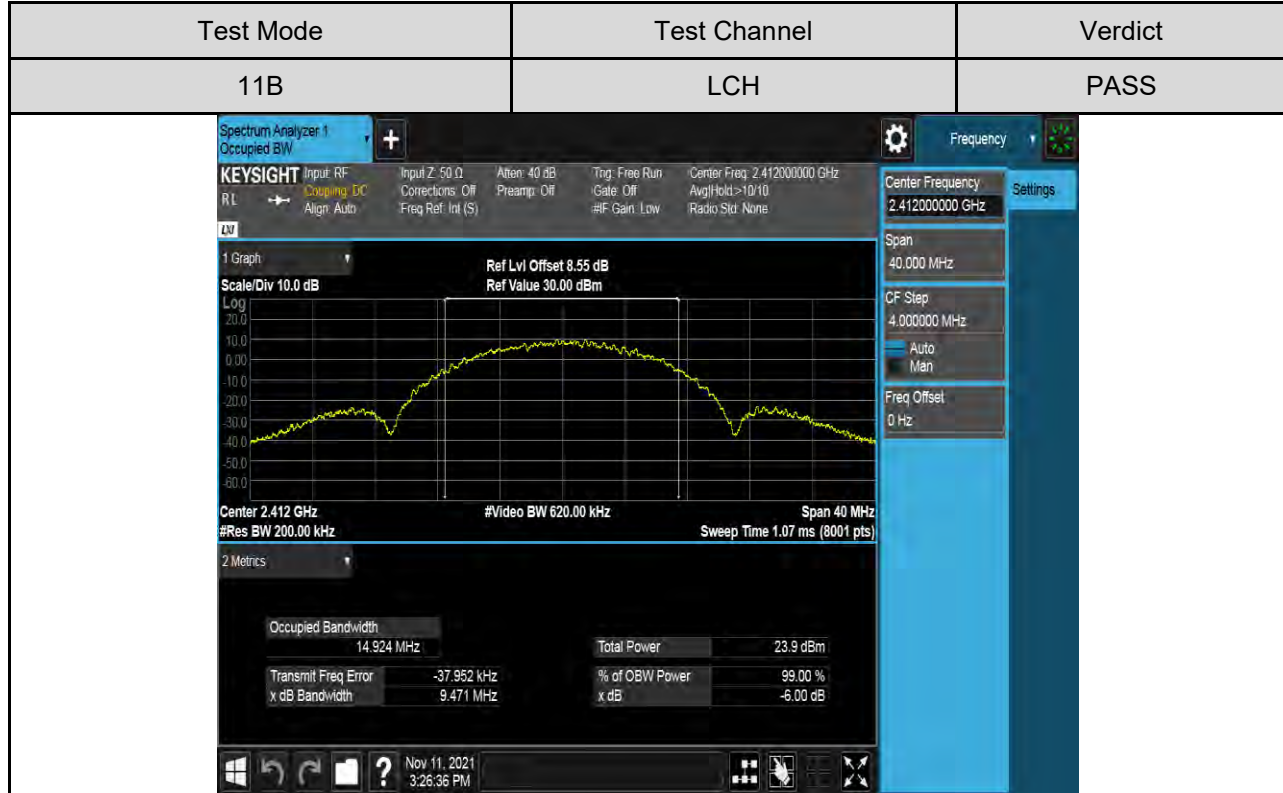 Test Mode Test Channel Verdict
11B LCH PASS
Spectrum Analyzer 1
Occupied BW
+
Frequency
KEYSIGHT Input: RF Input Z: 50 Ω Atten: 40 dB Trig: Free Run Center Freq: 2.412000000 GHz
Coupling: DC Corrections: Off Preamp: Off Gate: Off Avg|Hold:>10/10
RL Align: Auto Freq Ref: Int (S) #IF Gain: Low Radio Std: None
LXI
Center Frequency
2.412000000 GHz
Settings
Span
40.000 MHz
CF Step
4.000000 MHz
Auto
Man
Freq Offset
0 Hz
1 Graph
Ref Lvl Offset 8.55 dB
Scale/Div 10.0 dB Ref Value 30.00 dBm
Log
20.0
10.0
0.00
-10.0
-20.0
-30.0
-40.0
-50.0
-60.0
Center 2.412 GHz #Video BW 620.00 kHz Span 40 MHz
#Res BW 200.00 kHz Sweep Time 1.07 ms (8001 pts)
2 Metrics
Occupied Bandwidth
14.924 MHz Total Power 23.9 dBm
Transmit Freq Error -37.952 kHz % of OBW Power 99.00 %
x dB Bandwidth 9.471 MHz x dB -6.00 dB
? Nov 11, 2021
3:26:36 PM